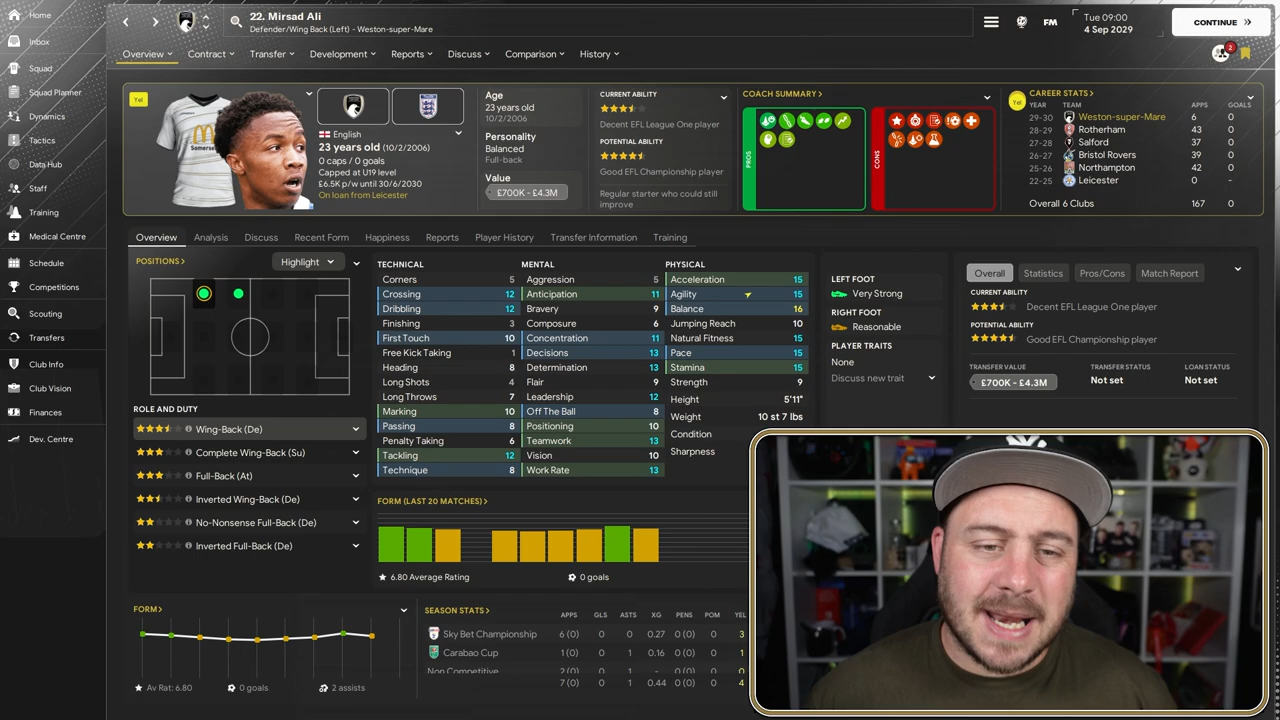 Home
Inbox
Squad
Squad Planner
Dynamics
Tactics
Data Hub
Staff
Training
Medical Centre
Schedule
Competitions
Scouting
Transfers
Club Info
Club Vision
Finances
Dev. Centre
22. Mirsad Ali
Defender/Wing Back (Left) - Weston-super-Mare
FM
Tue 09:00
4 Sep 2029
CONTINUE
2
Overview
Contract
Transfer
Development
Reports
Discuss
Comparison
History
Yel
McDonald's
Somerset
English
23 years old (10/2/2006)
0 caps / 0 goals
Capped at U19 level
£6.5K p/w until 30/6/2030
On loan from Leicester
Age
23 years old
10/2/2006
Personality
Balanced
Full-back
Value
£700K - £4.3M
CURRENT ABILITY
Decent EFL League One player
POTENTIAL ABILITY
Good EFL Championship player
Regular starter who could still
improve
COACH SUMMARY >
PROS
CONS
Yel
CAREER STATS >
YEAR TEAM APPS GOALS
29-30 Weston-super-Mare 6 0
28-29 Rotherham 43 0
27-28 Salford 37 0
26-27 Bristol Rovers 39 0
25-26 Northampton 42 0
22-25 Leicester 0 -
Overall 6 Clubs 167 0
Overview
Analysis
Discuss
Recent Form
Happiness
Reports
Player History
Transfer Information
Training
POSITIONS >
Highlight
ROLE AND DUTY
Wing-Back (De)
Complete Wing-Back (Su)
Full-Back (At)
Inverted Wing-Back (De)
No-Nonsense Full-Back (De)
Inverted Full-Back (De)
TECHNICAL
Corners 5
Crossing 12
Dribbling 12
Finishing 3
First Touch 10
Free Kick Taking 1
Heading 8
Long Shots 4
Long Throws 7
Marking 10
Passing 8
Penalty Taking 6
Tackling 12
Technique 8
MENTAL
Aggression 5
Anticipation 11
Bravery 9
Composure 6
Concentration 11
Decisions 13
Determination 13
Flair 9
Leadership 12
Off The Ball 8
Positioning 10
Teamwork 13
Vision 10
Work Rate 13
PHYSICAL
Acceleration 15
Agility 15
Balance 16
Jumping Reach 10
Natural Fitness 15
Pace 15
Stamina 15
Strength 9
Height 5'11"
Weight 10 st 7 lbs
Condition
Sharpness
LEFT FOOT
Very Strong
RIGHT FOOT
Reasonable
PLAYER TRAITS
None
Discuss new trait
Overall
Statistics
Pros/Cons
Match Report
CURRENT ABILITY
Decent EFL League One player
POTENTIAL ABILITY
Good EFL Championship player
TRANSFER VALUE
£700K - £4.3M
TRANSFER STATUS
Not set
LOAN STATUS
Not set
FORM (LAST 20 MATCHES) >
6.80 Average Rating
0 goals
FORM >
Av Rat: 6.80
0 goals
2 assists
SEASON STATS >
APPS GLS ASTS XG PENS POM YEL
Sky Bet Championship 6 (0) 0 0 0.27 0 (0) 0 3
Carabao Cup 1 (0) 0 1 0.16 0 (0) 0 1
Non Competitive 2 (0) 0 1 - 0 (0) 0
7 (0) 0 1 0.44 0 (0) 0 4